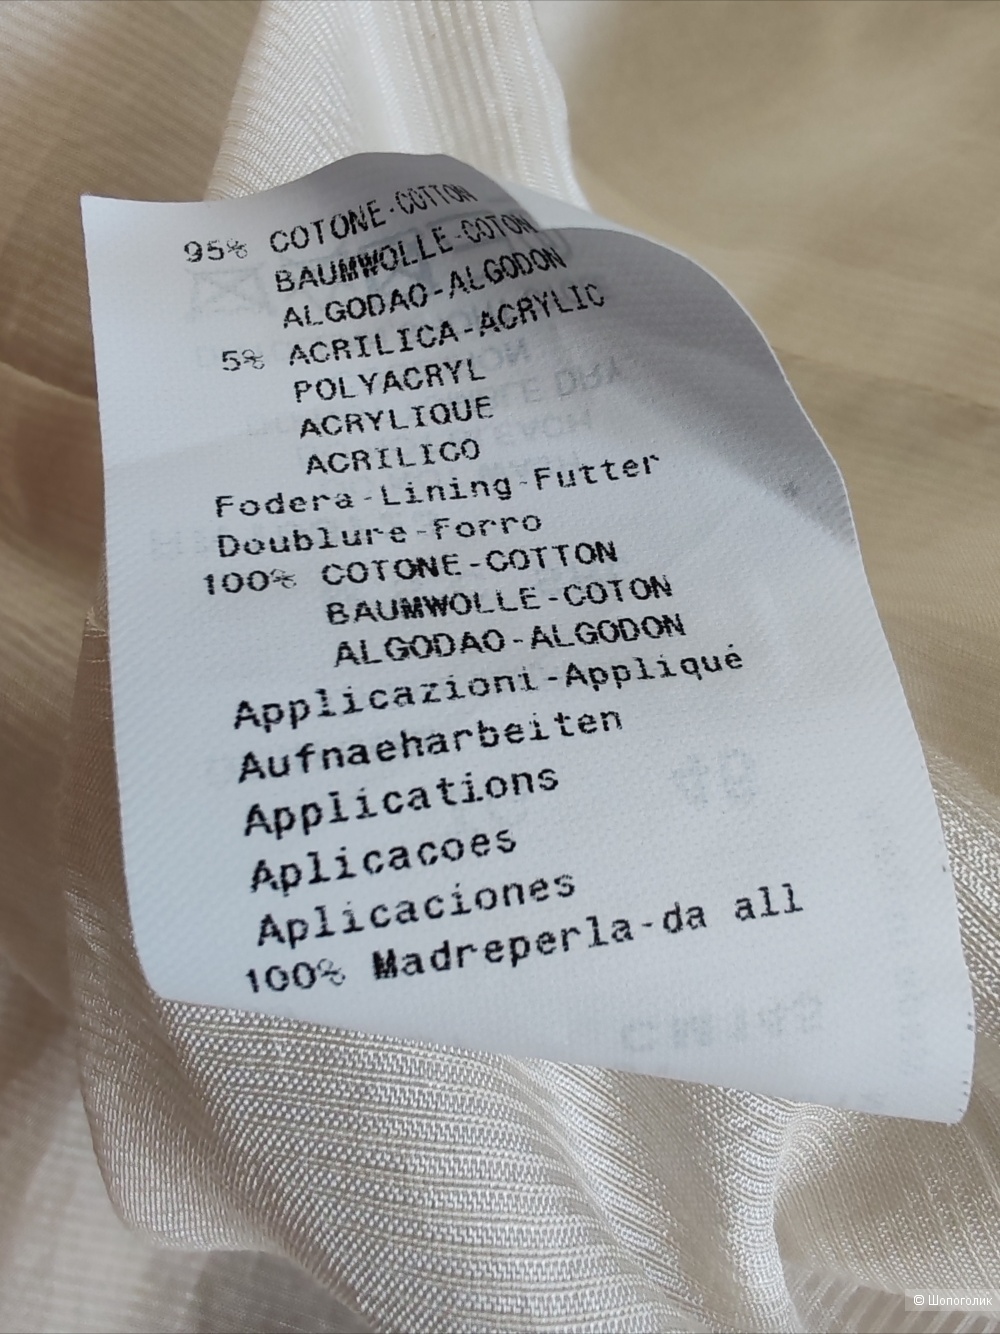 95% COTONE-COTTON
BAUMWOLLE-COTON
ALGODAO-ALGODON
5% ACRILICA-ACRYLIC
POLYACRYL
ACRYLIQUE
ACRILICO
Fodera-Lining-Futter
Doublure-Forro
100% COTONE-COTTON
BAUMWOLLE-COTON
ALGODAO-ALGODON
Applicazioni-Appliqué
Aufnaeharbeiten
Applications
Aplicacoes
Aplicaciones
100% Madreperla-da all
© Шопоголик